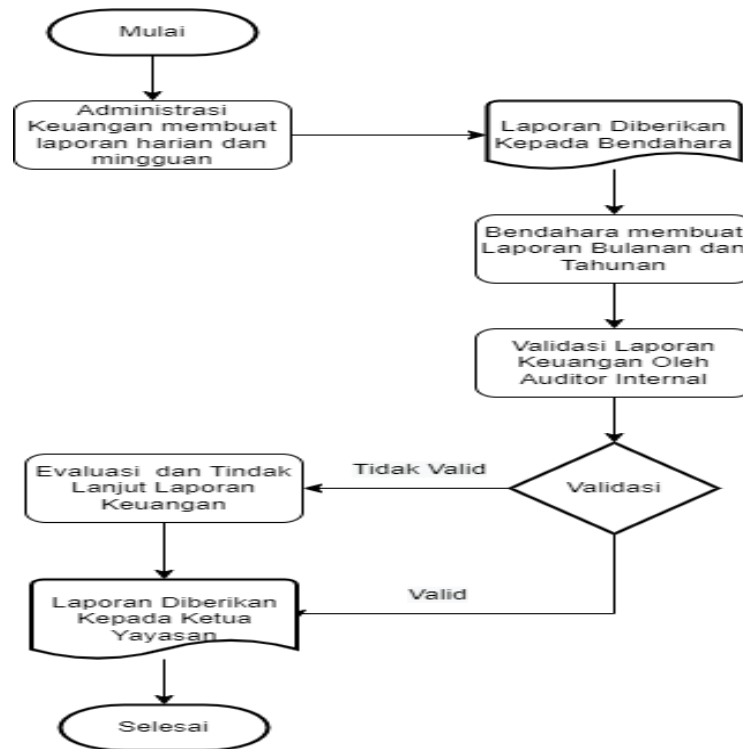 Mulai
Administrasi
Keuangan membuat
laporan harian dan
mingguan
Laporan Diberikan
Kepada Bendahara
Bendahara membuat
Laporan Bulanan dan
Tahunan
Validasi Laporan
Keuangan Oleh
Auditor Internal
Validasi
Tidak Valid
Evaluasi dan Tindak
Lanjut Laporan
Keuangan
Valid
Laporan Diberikan
Kepada Ketua
Yayasan
Selesai